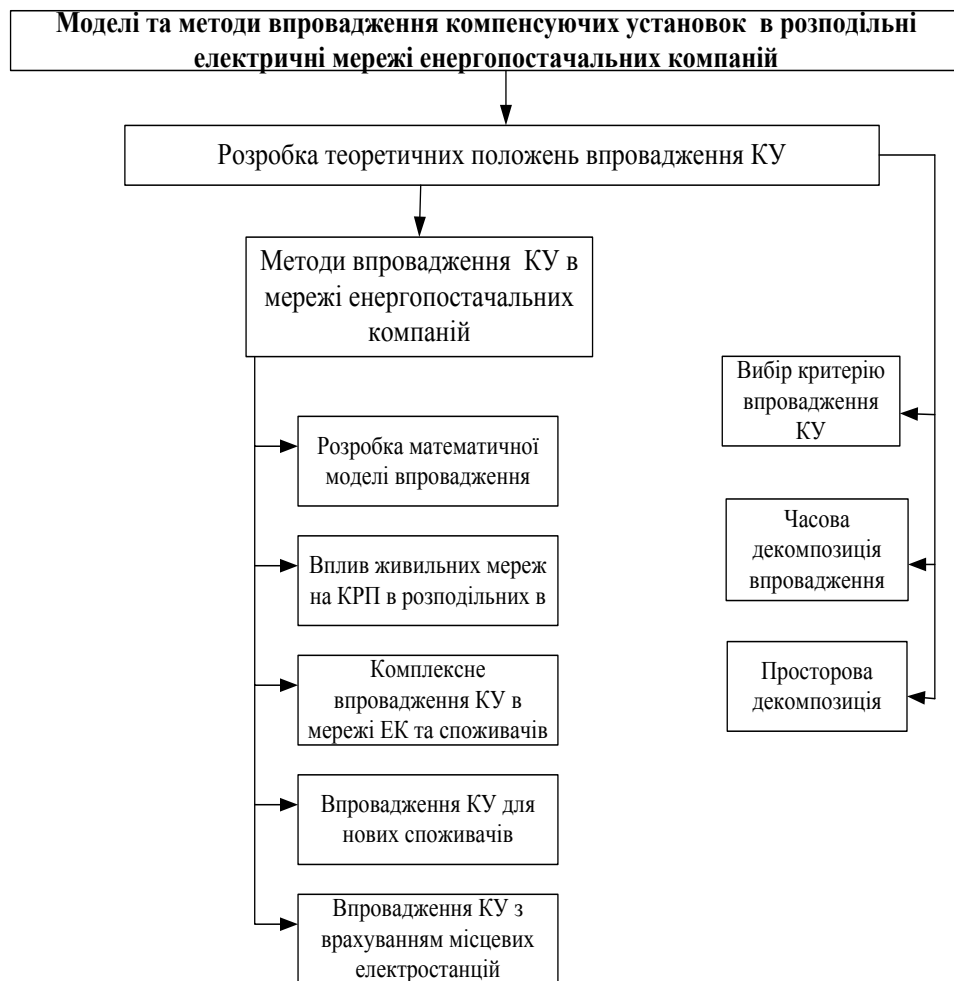 Моделі та методи впровадження компенсуючих установок в розподільні
електричні мережі енергопостачальних компаній
Розробка теоретичних положень впровадження КУ
Методи впровадження КУ в
мережі енергопостачальних
компаній
Розробка математичної
моделі впровадження
Вплив живильних мереж
на КРП в розподільних в
Комплексне
впровадження КУ в
мережі ЕК та споживачів
Впровадження КУ для
нових споживачів
Впровадження КУ з
врахуванням місцевих
електростанцій
Вибір критерію
впровадження
КУ
Часова
декомпозиція
впровадження
Просторова
декомпозиція